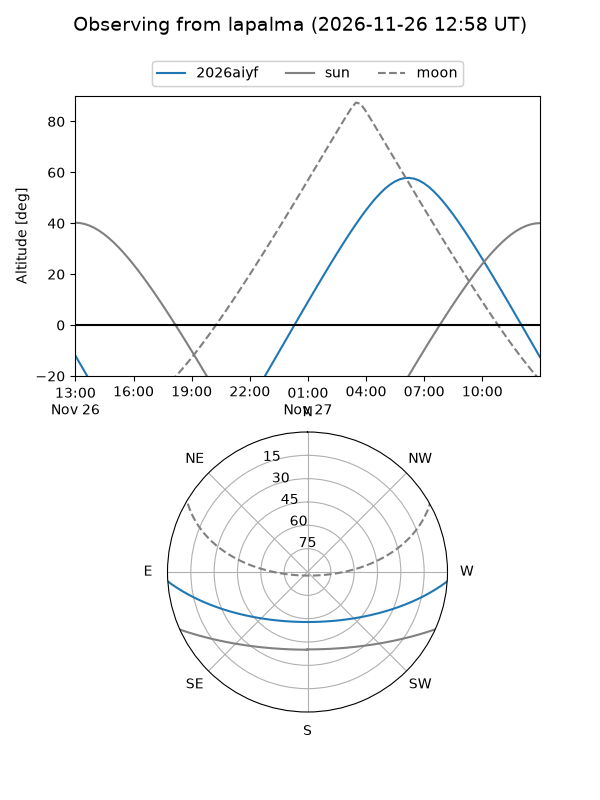 Observing from lapalma (2026-11-26 12:58 UT)
2026aiyf sun moon
Altitude [deg]
80
60
40
20
0
−20
13:00 16:00 19:00 22:00 01:00 04:00 07:00 10:00
Nov 26 Nov 27
N
NE NW
15
30
45
60
75
E W
SE SW
S